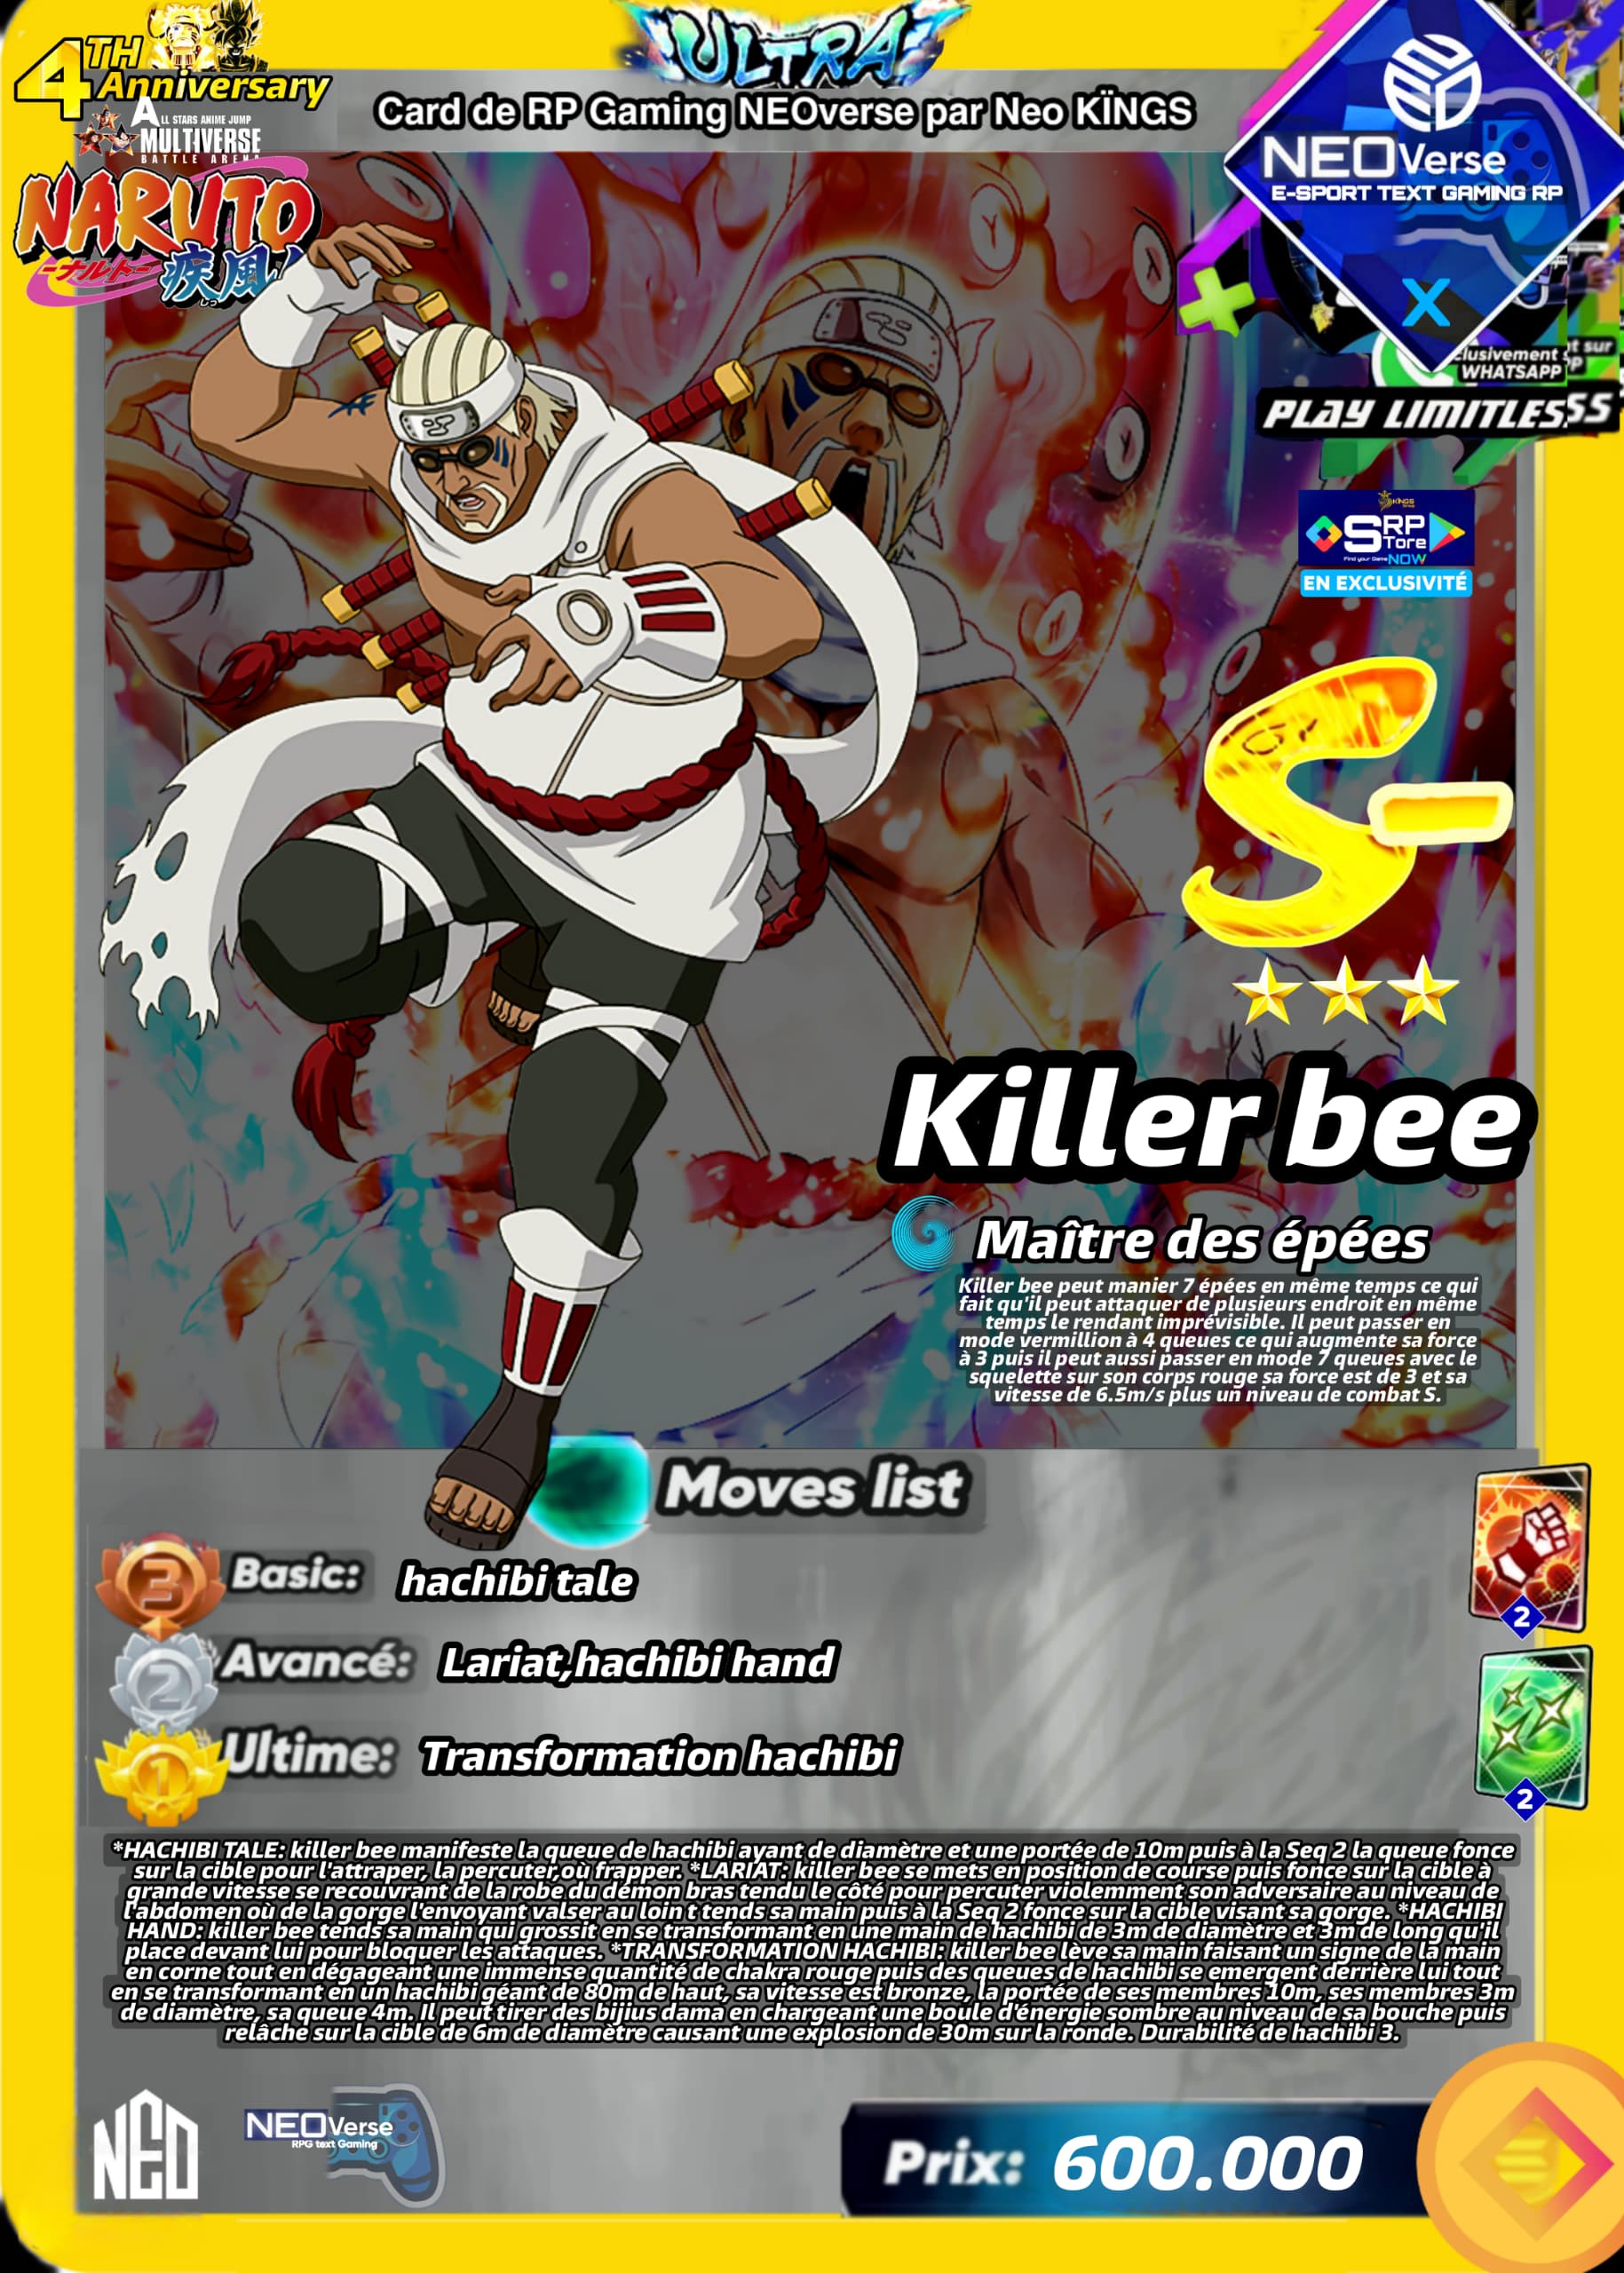 4TH
Anniversary
ULTRA
Card de RP Gaming NEOverse par Neo KÏNGS
ALL STARS ANIME JUMP
MULTIVERSE
BATTLE ARENA
NARUTO
ーナルトー 疾風
しっ
NEOVerse
E-SPORT TEXT GAMING RP
X
WHATSAPP
PLAY LIMITLESS
KINGS
SRP
Tore
Find your Game NOW
EN EXCLUSIVITÉ
S-
Killer bee
Maître des épées
Killer bee peut manier 7 épées en même temps ce qui
fait qu'il peut attaquer de plusieurs endroit en même
temps le rendant imprévisible. Il peut passer en
mode vermillion à 4 queues ce qui augmente sa force
à 3 puis il peut aussi passer en mode 7 queues avec le
squelette sur son corps rouge sa force est de 3 et sa
vitesse de 6.5m/s plus un niveau de combat S.
Moves list
3 Basic: hachibi tale
2
2 Avancé: Lariat,hachibi hand
1 Ultime: Transformation hachibi
2
*HACHIBI TALE: killer bee manifeste la queue de hachibi ayant de diamètre et une portée de 10m puis à la Seq 2 la queue fonce
sur la cible pour l'attraper, la percuter,où frapper. *LARIAT: killer bee se mets en position de course puis fonce sur la cible à
grande vitesse se recouvrant de la robe du démon bras tendu le côté pour percuter violemment son adversaire au niveau de
l'abdomen où de la gorge l'envoyant valser au loin t tends sa main puis à la Seq 2 fonce sur la cible visant sa gorge. *HACHIBI
HAND: killer bee tends sa main qui grossit en se transformant en une main de hachibi de 3m de diamètre et 3m de long qu'il
place devant lui pour bloquer les attaques. *TRANSFORMATION HACHIBI: killer bee lève sa main faisant un signe de la main
en corne tout en dégageant une immense quantité de chakra rouge puis des queues de hachibi se emergent derrière lui tout
en se transformant en un hachibi géant de 80m de haut, sa vitesse est bronze, la portée de ses membres 10m, ses membres 3m
de diamètre, sa queue 4m. Il peut tirer des bijius dama en chargeant une boule d'énergie sombre au niveau de sa bouche puis
relâche sur la cible de 6m de diamètre causant une explosion de 30m sur la ronde. Durabilité de hachibi 3.
NEO
NEOVerse
RPG text Gaming
Prix: 600.000